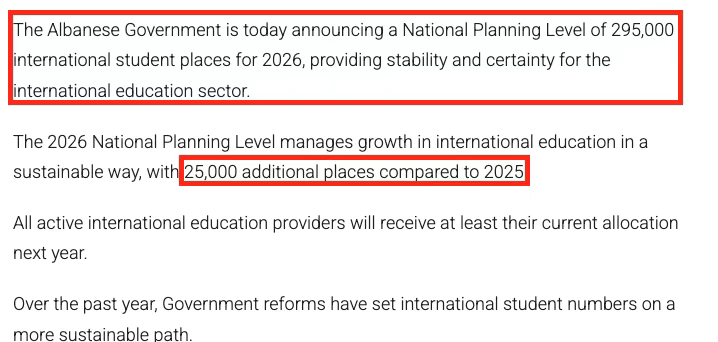 The Albanese Government is today announcing a National Planning Level of 295,000
international student places for 2026, providing stability and certainty for the
international education sector.
The 2026 National Planning Level manages growth in international education in a
sustainable way, with 25,000 additional places compared to 2025.
All active international education providers will receive at least their current allocation
next year.
Over the past year, Government reforms have set international student numbers on a
more sustainable path.